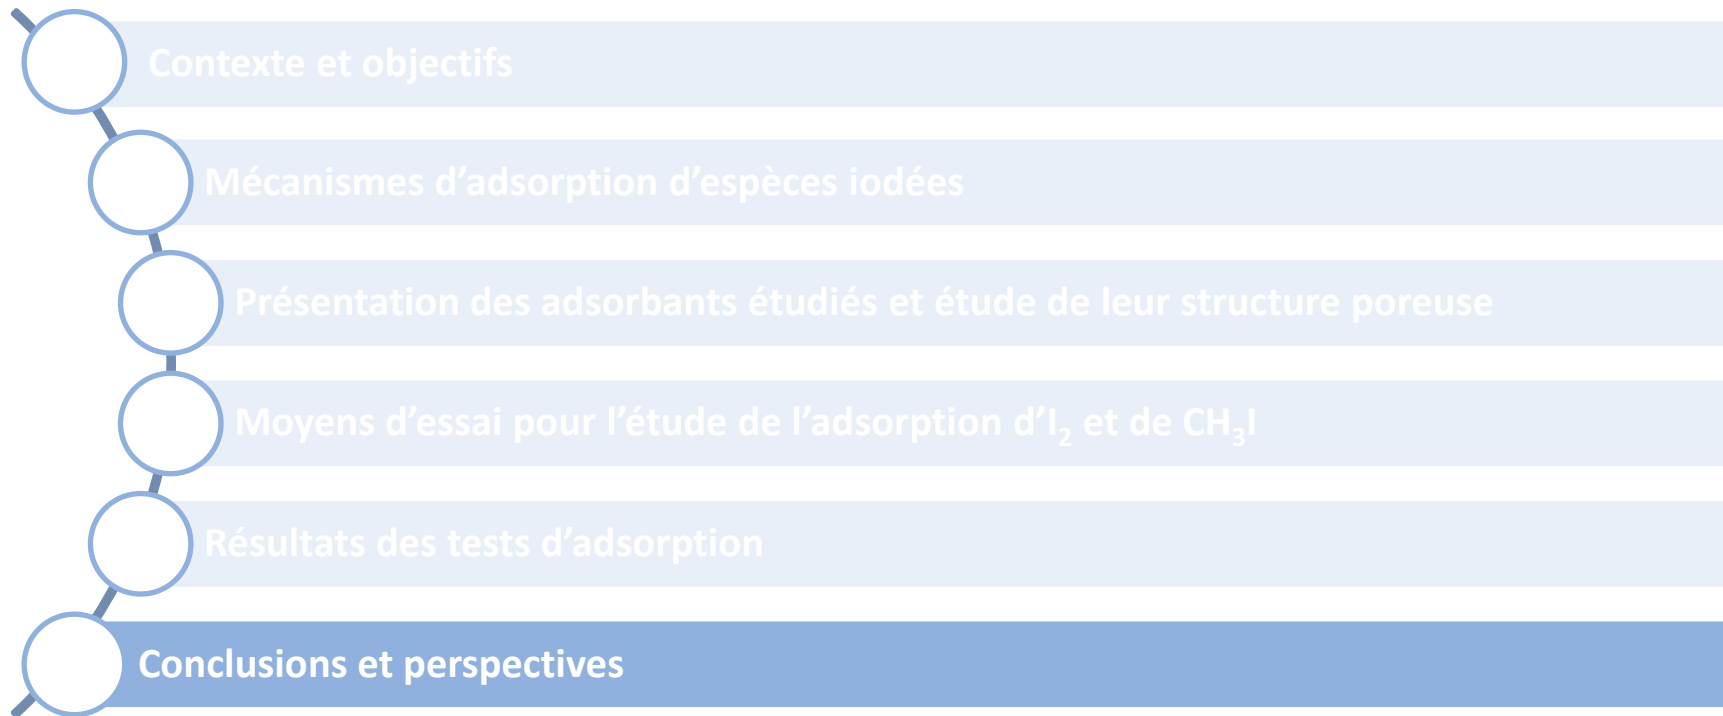 Contexte et objectifs
Mécanismes d’adsorption d’espèces iodées
Présentation des adsorbants étudiés et étude de leur structure poreuse
Moyens d’essai pour l’étude de l’adsorption d’I₂ et de CH₃I
Résultats des tests d’adsorption
Conclusions et perspectives